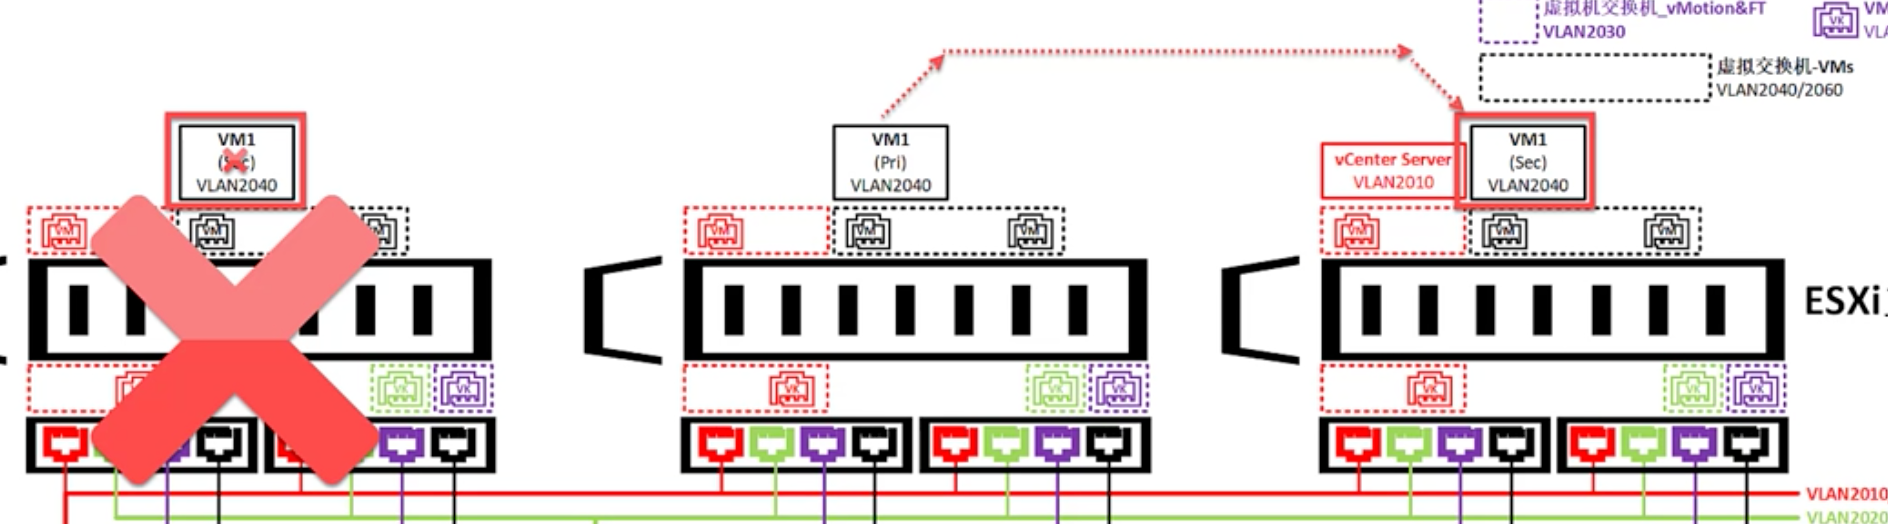 虚拟机交换机_vMotion&FT
VLAN2030
VK
VM
虚拟交换机-VMs
VLAN2040/2060
VM1
VLAN2040
VM1
(Pri)
VLAN2040
vCenter Server
VLAN2010
VM1
(Sec)
VLAN2040
VM
VM
VM
VM
VM
VM
VM
VM
VM
ESXi
VK
VK
VK
VK
VK
VK
VK
VK
VLAN2010
VLAN2020